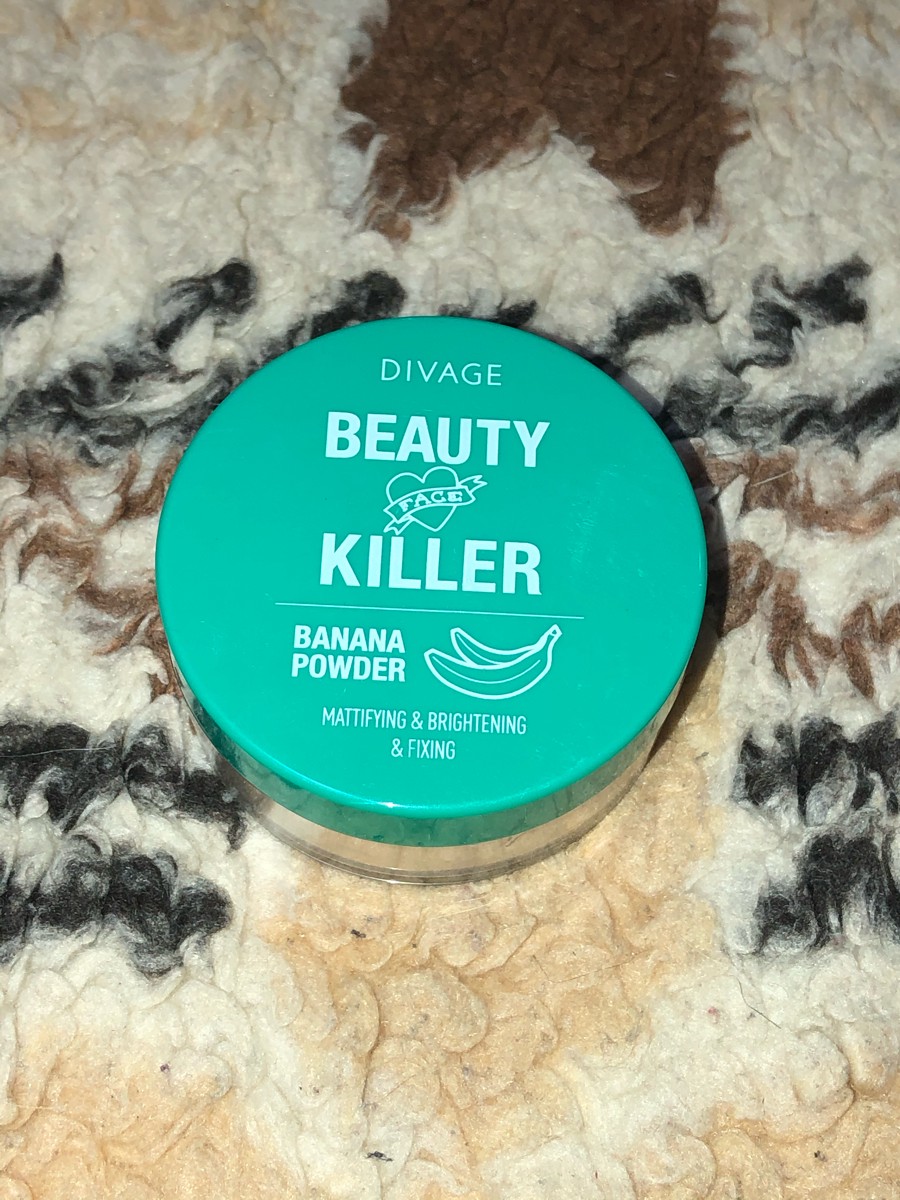 DIVAGE
BEAUTY
FACE
KILLER
BANANA
POWDER
MATTIFYING & BRIGHTENING
& FIXING